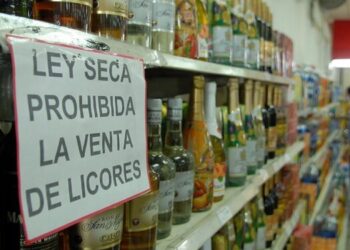 LEY SECA
PROHIBIDA
LA VENTA
DE LICORES